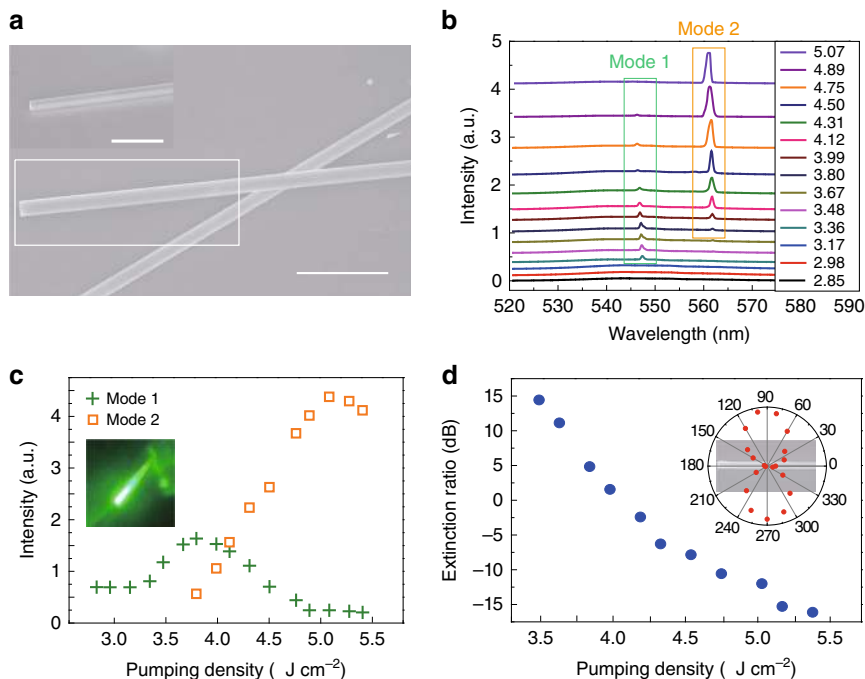 a
b
Mode 2
Mode 1
5
4
3
2
1
0
Intensity (a.u.)
520 530 540 550 560 570 580 590
Wavelength (nm)
5.07
4.89
4.75
4.50
4.31
4.12
3.99
3.80
3.67
3.48
3.36
3.17
2.98
2.85
c
Mode 1
Mode 2
4
3
2
1
0
Intensity (a.u.)
3.0 3.5 4.0 4.5 5.0 5.5
Pumping density ( J cm−2)
d
15
10
5
0
−5
−10
−15
Extinction ratio (dB)
90
120 60
150 30
180 0
210 330
240 300
270
3.5 4.0 4.5 5.0 5.5
Pumping density ( J cm−2)